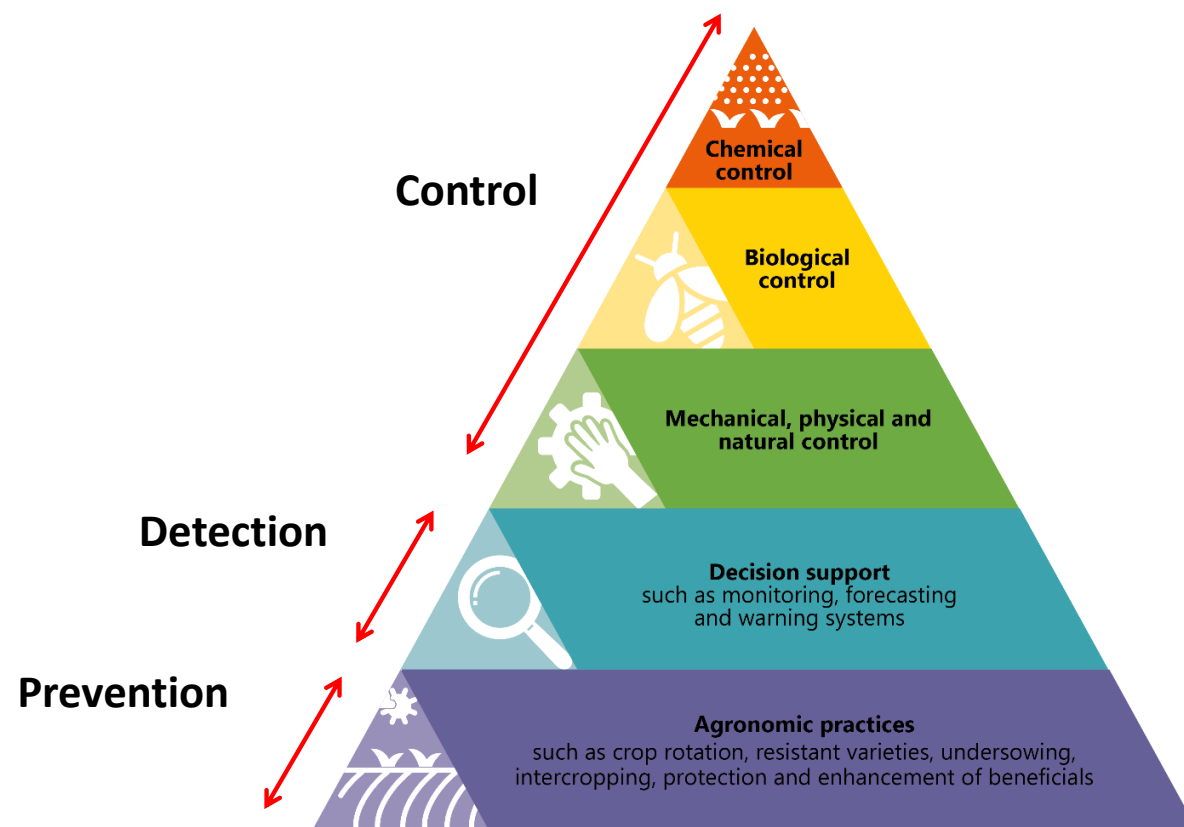 Control
Chemical
control
Biological
control
Mechanical, physical and
natural control
Detection
Decision support
such as monitoring, forecasting
and warning systems
Prevention
Agronomic practices
such as crop rotation, resistant varieties, undersowing,
intercropping, protection and enhancement of beneficials